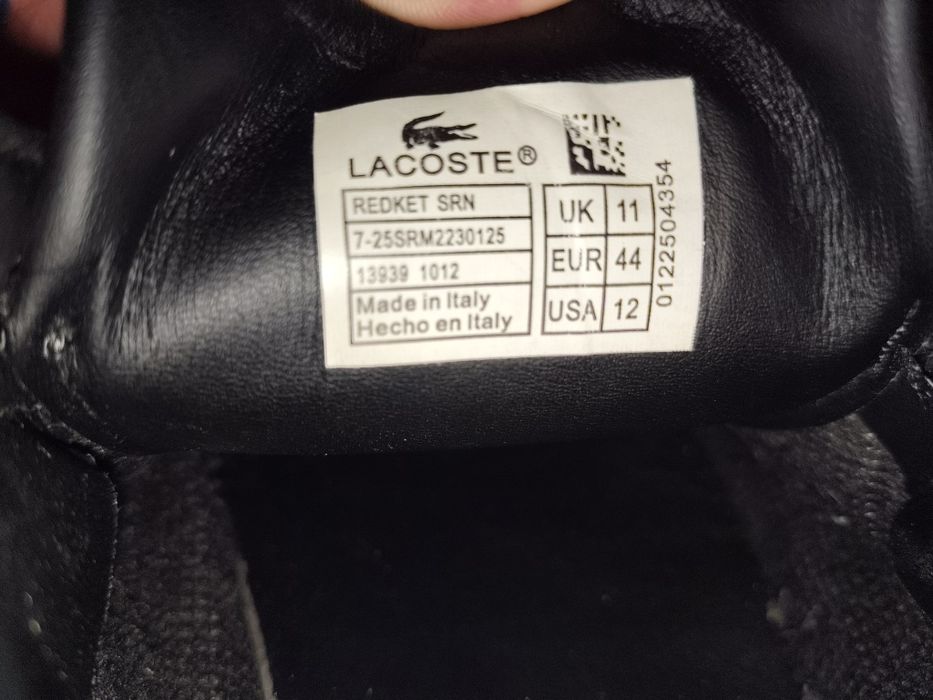 LACOSTE®
REDKET SRN
7-25SRM2230125
13939 1012
Made in Italy
Hecho en Italy
UK 11
EUR 44
USA 12
0122504354